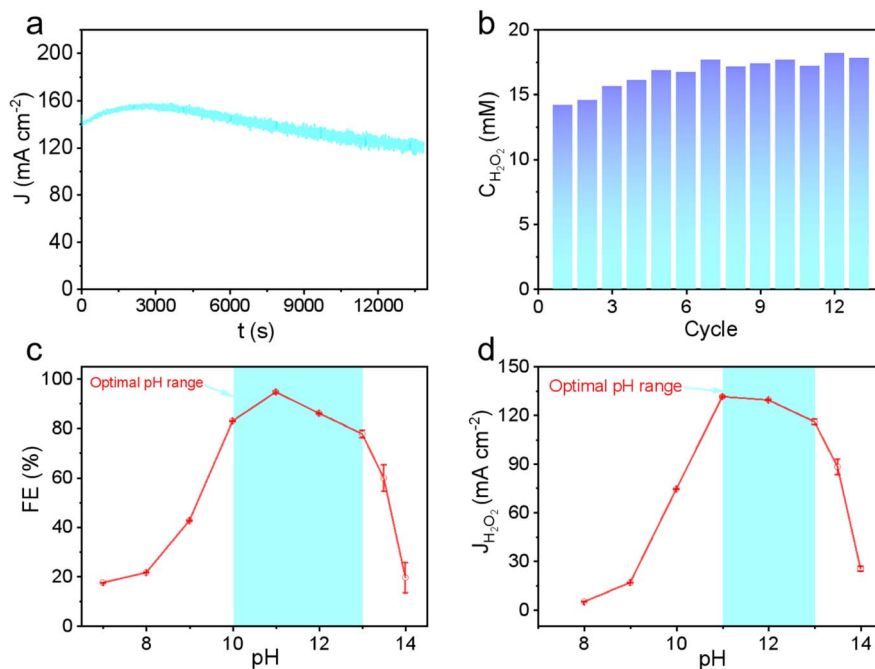 a
200
160
120
80
40
0
J (mA cm⁻²)
0 3000 6000 9000 12000
t (s)
b
20
15
10
5
0
C_H₂O₂ (mM)
0 3 6 9 12
Cycle
c
Optimal pH range
100
80
60
40
20
0
FE (%)
8 10 12 14
pH
d
Optimal pH range
150
120
90
60
30
0
J_H₂O₂ (mA cm⁻²)
8 10 12 14
pH